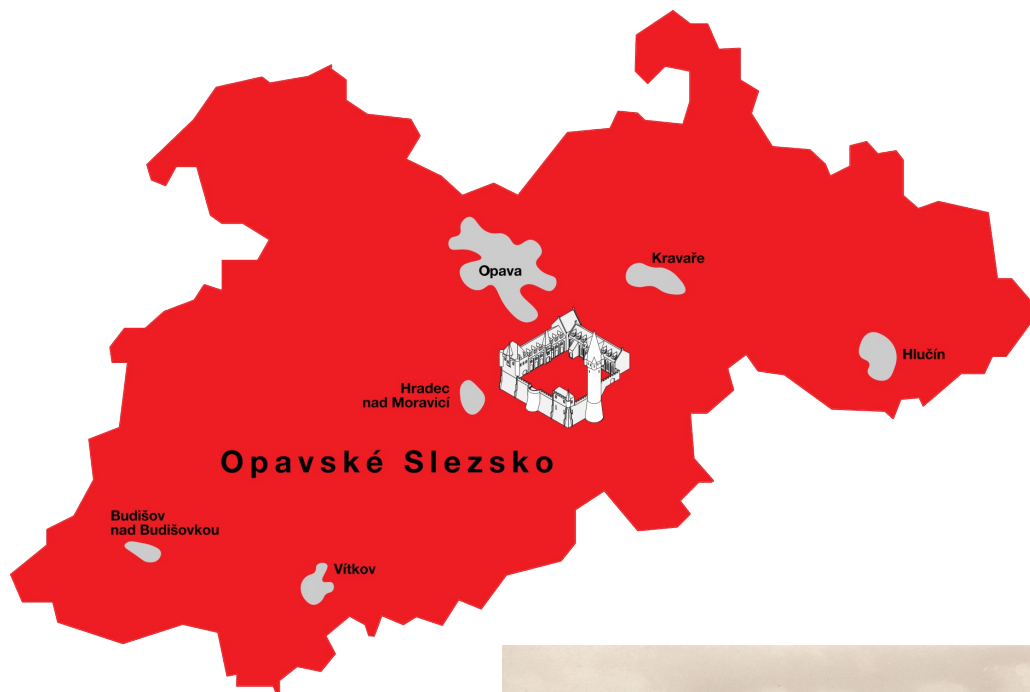 Opava
Kravaře
Hlučín
Hradec
nad Moravicí
Opavské Slezsko
Budišov
nad Budišovkou
Vítkov